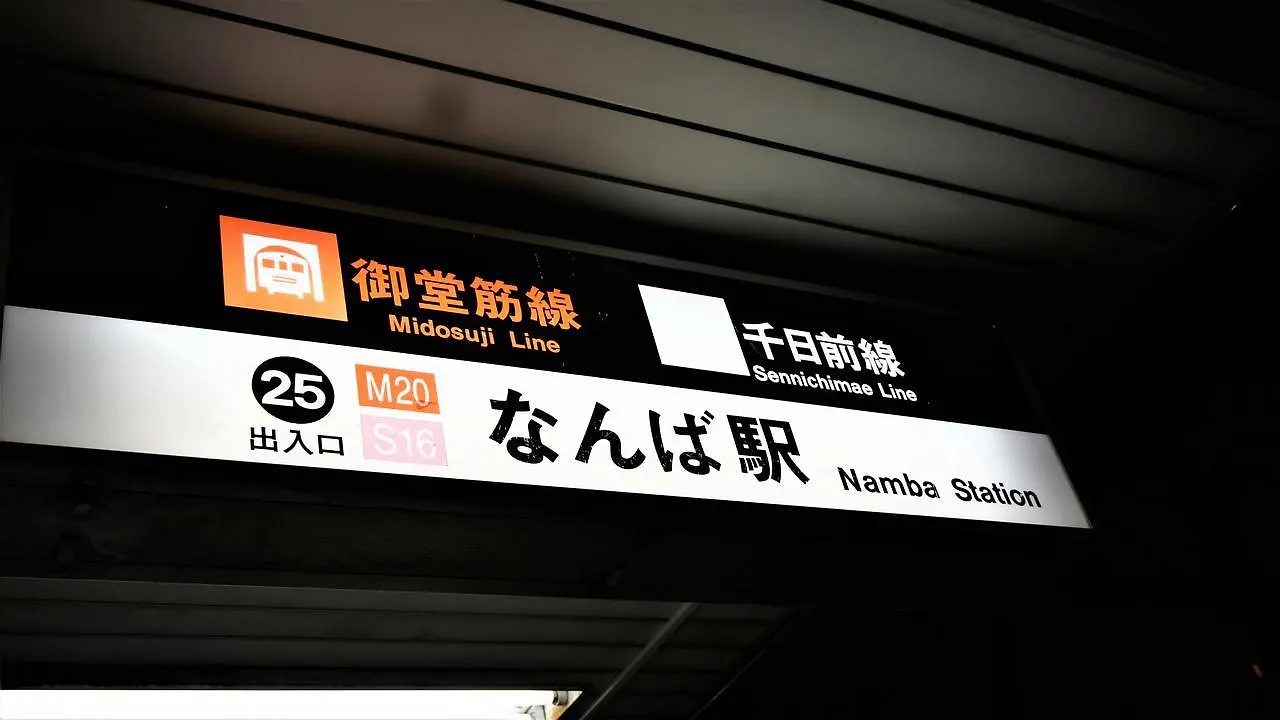 御堂筋線
Midosuji Line
千日前線
Sennichimae Line
25
出入口
M20
S16
なんば駅 Namba Station